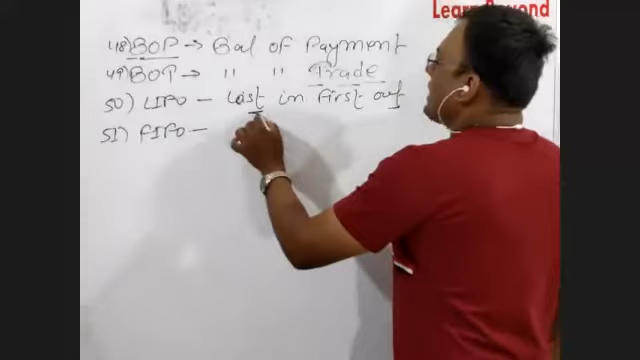 Learn Beyond
48) BOP → Bal of Payment
49) BOT → " " Trade
50) LIFO - Last in First out
51) FIFO -